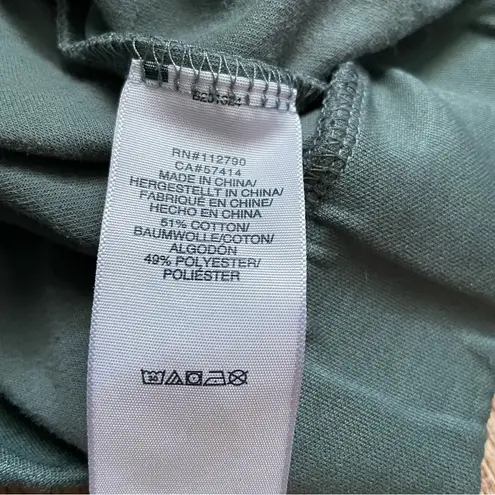 RN#112790
CA#57414
MADE IN CHINA/
HERGESTELLT IN CHINA/
FABRIQUÉ EN CHINE/
HECHO EN CHINA
51% COTTON/
BAUMWOLLE/COTON/
ALGODÓN
49% POLYESTER/
POLIÉSTER
30